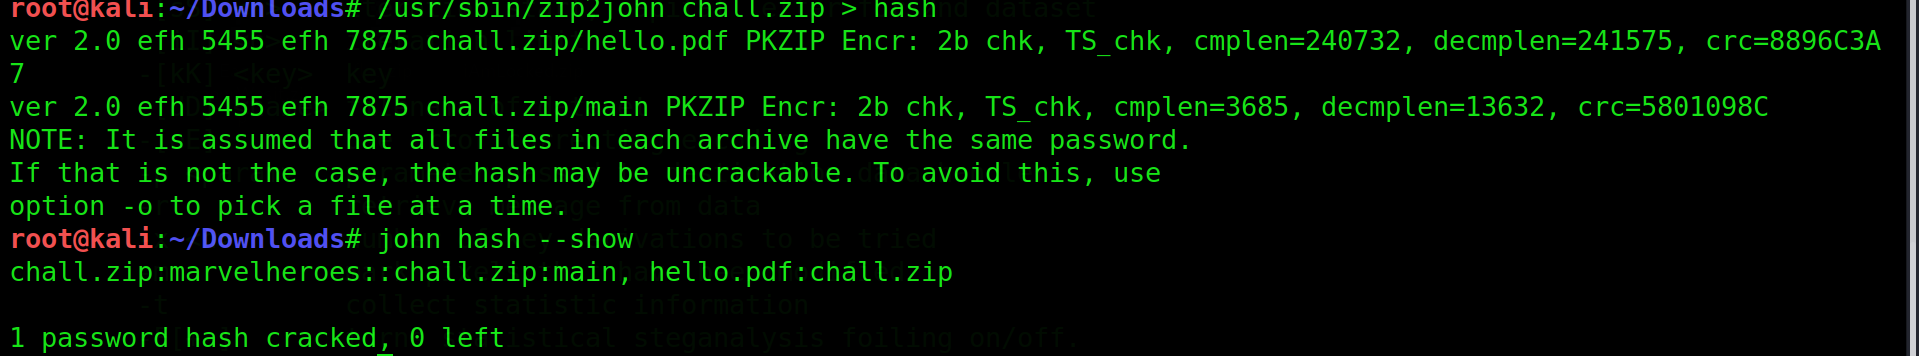 root@kali:~/Downloads# /usr/sbin/zip2john chall.zip > hash
ver 2.0 efh 5455 efh 7875 chall.zip/hello.pdf PKZIP Encr: 2b chk, TS_chk, cmplen=240732, decmplen=241575, crc=8896C3A
7
ver 2.0 efh 5455 efh 7875 chall.zip/main PKZIP Encr: 2b chk, TS_chk, cmplen=3685, decmplen=13632, crc=5801098C
NOTE: It is assumed that all files in each archive have the same password.
If that is not the case, the hash may be uncrackable. To avoid this, use
option -o to pick a file at a time.
root@kali:~/Downloads# john hash --show
chall.zip:marvelheroes::chall.zip:main, hello.pdf:chall.zip
1 password hash cracked, 0 left